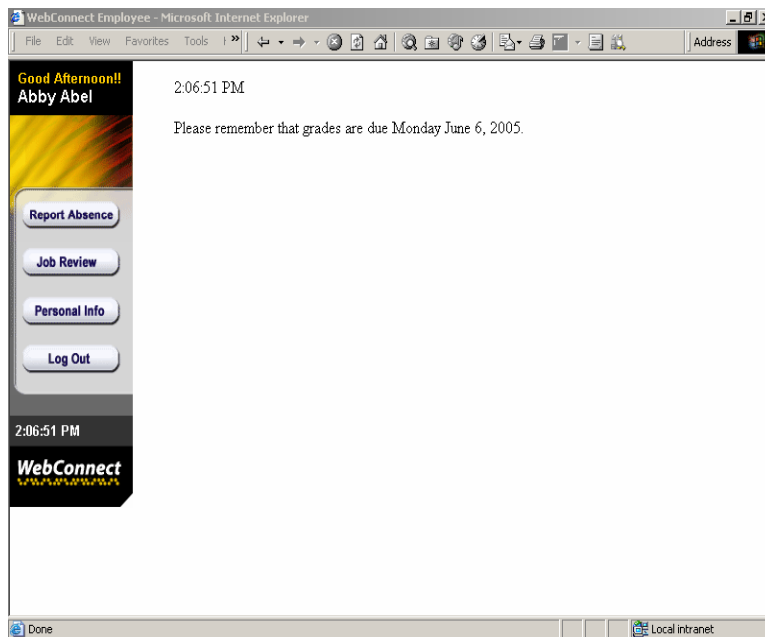 WebConnect Employee - Microsoft Internet Explorer
File Edit View Favorites Tools » Address
Good Afternoon!!
Abby Abel
2:06:51 PM
Please remember that grades are due Monday June 6, 2005.
Report Absence
Job Review
Personal Info
Log Out
2:06:51 PM
WebConnect
Done Local intranet